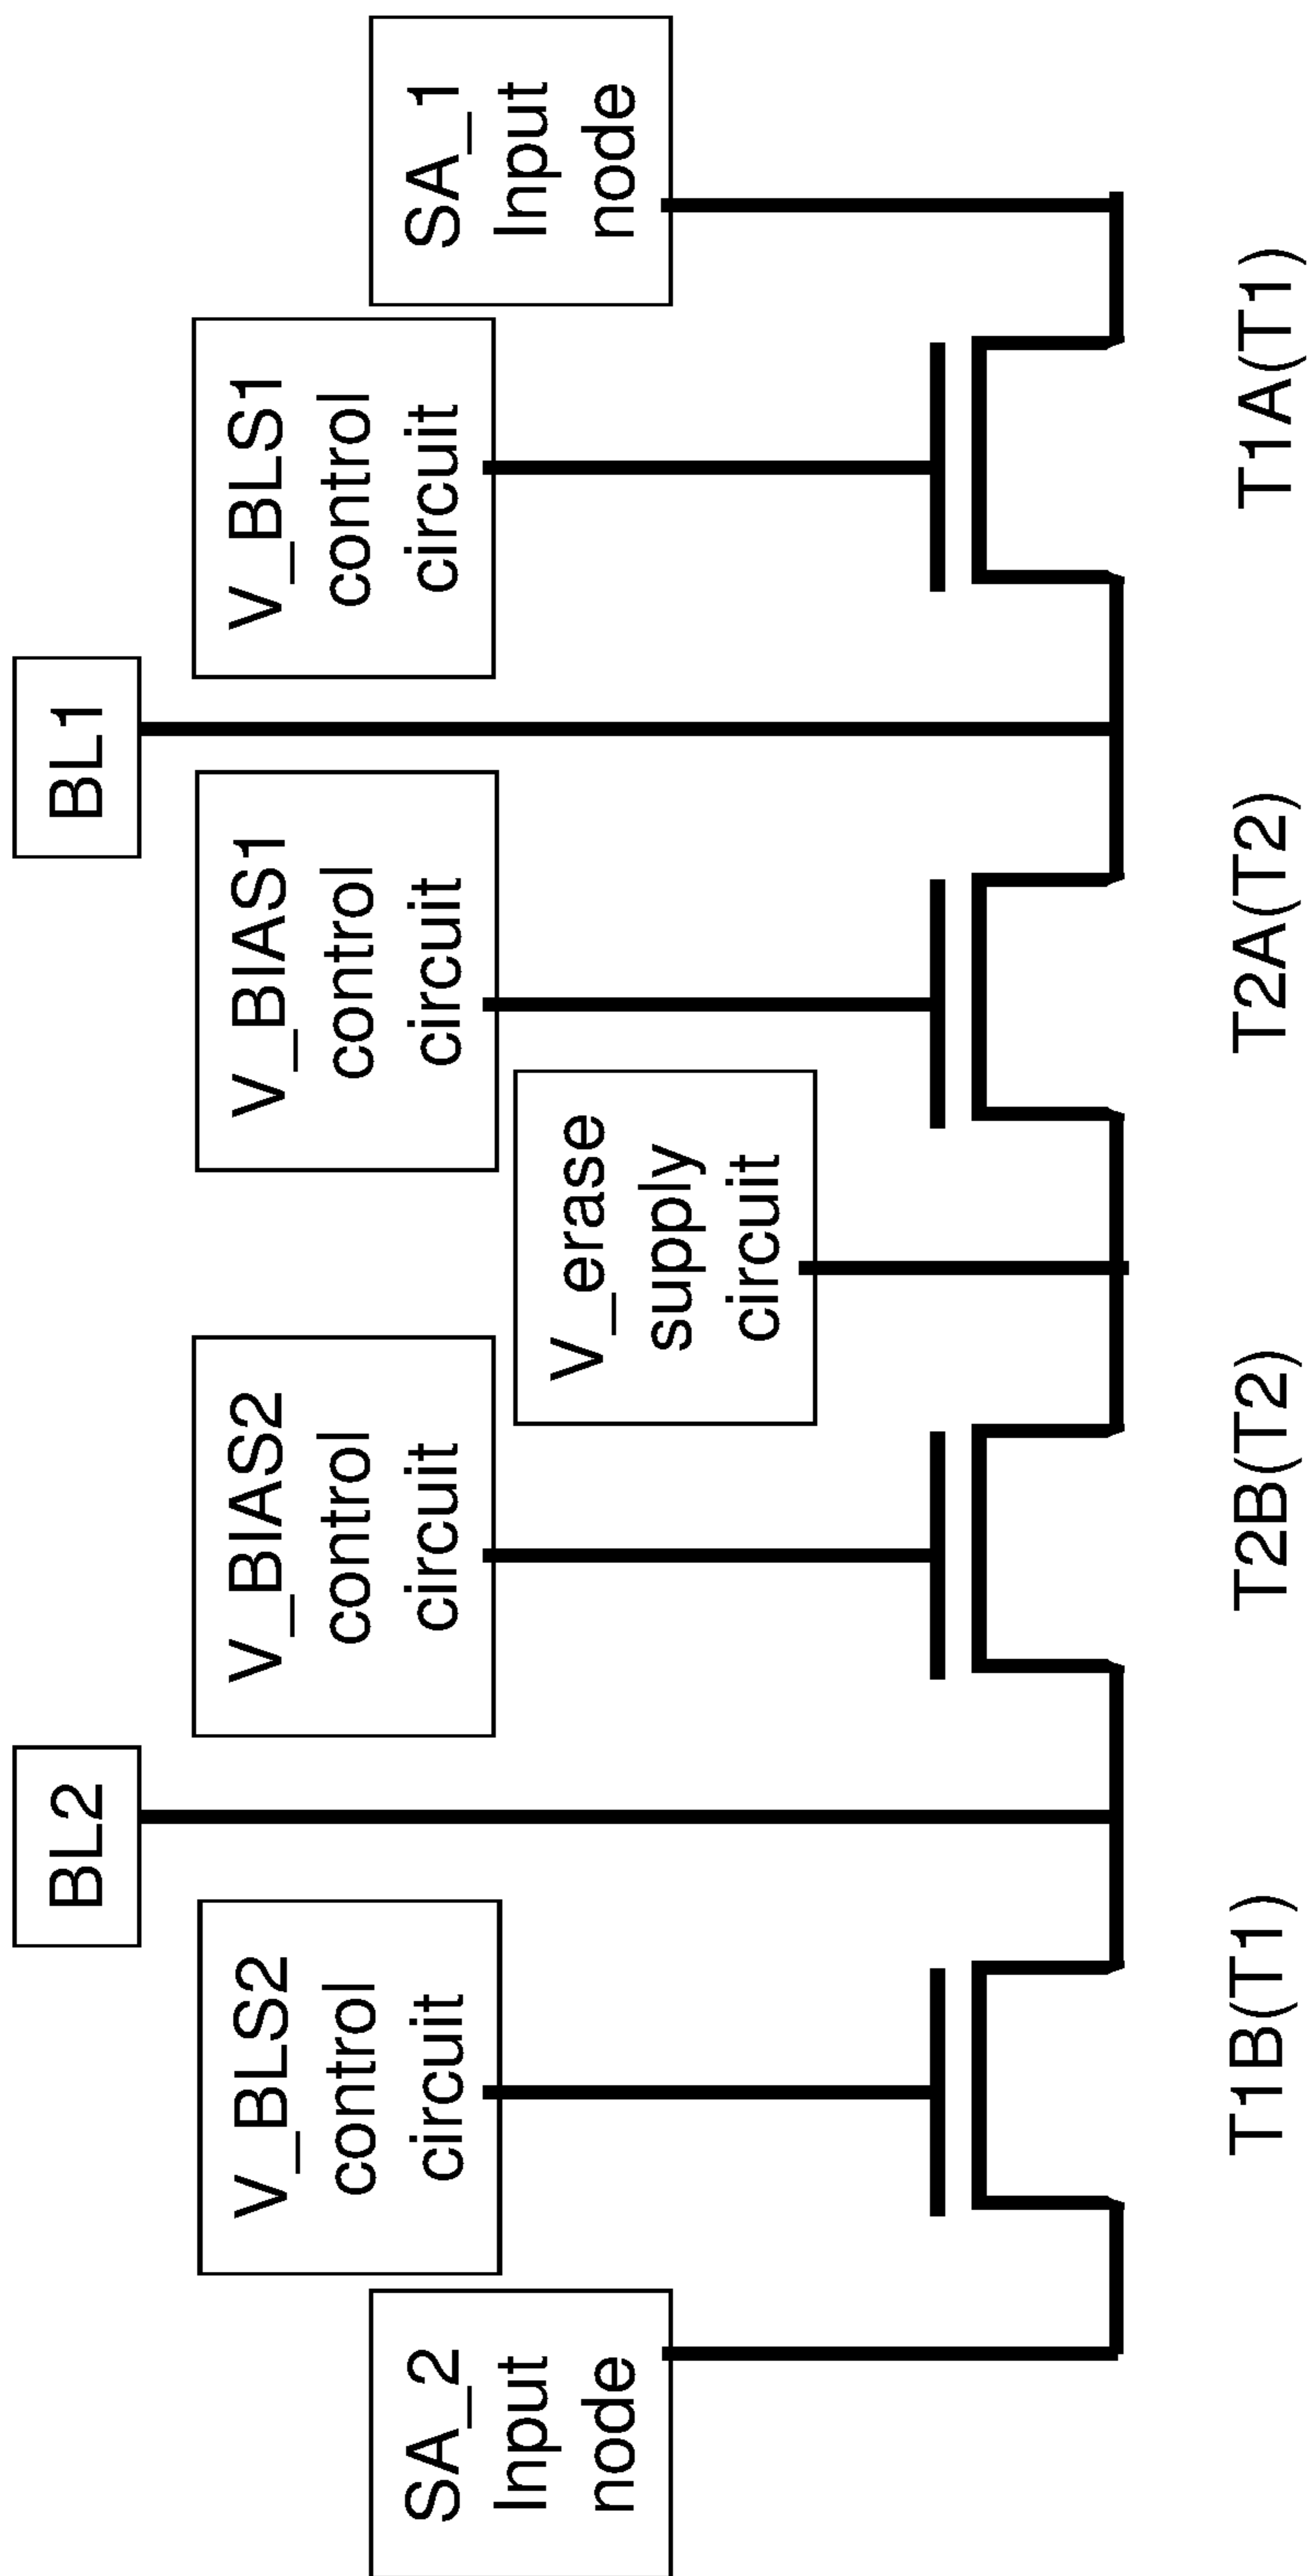 BL2
BL1
V_BLS2
control
circuit
V_BIAS2
control
circuit
V_BIAS1
control
circuit
V_BLS1
control
circuit
SA_2
Input
node
V_erase
supply
circuit
SA_1
Input
node
T1B(T1)
T2B(T2)
T2A(T2)
T1A(T1)